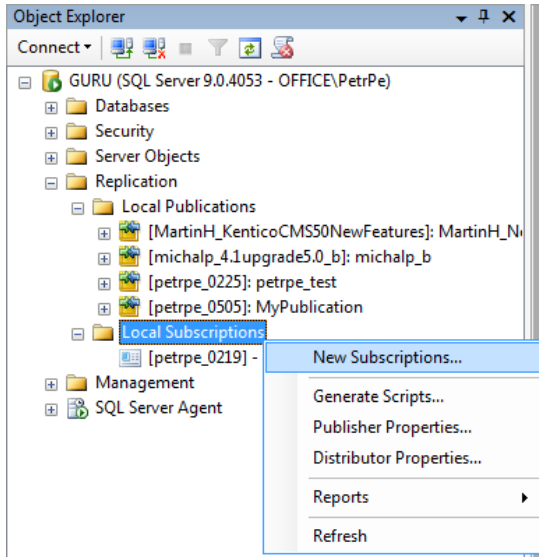 Object Explorer
Connect
GURU (SQL Server 9.0.4053 - OFFICE\PetrPe)
Databases
Security
Server Objects
Replication
Local Publications
[MartinH_KenticoCMS50NewFeatures]: MartinH_N
[michalp_4.1upgrade5.0_b]: michalp_b
[petrpe_0225]: petrpe_test
[petrpe_0505]: MyPublication
Local Subscriptions
[petrpe_0219] -
New Subscriptions...
Management
Generate Scripts...
SQL Server Agent
Publisher Properties...
Distributor Properties...
Reports
Refresh